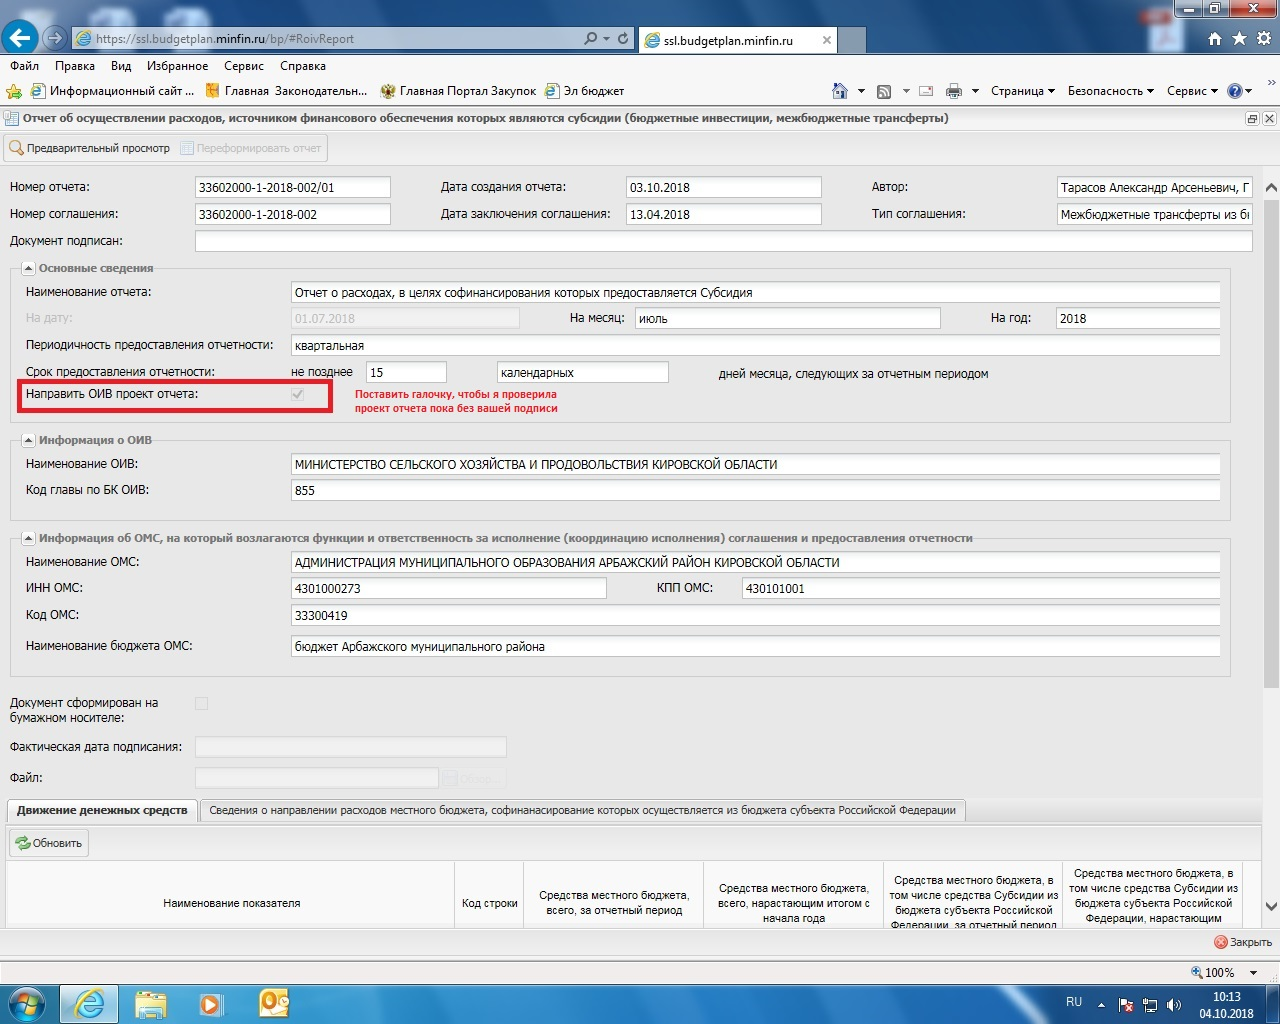 https://ssl.budgetplan.minfin.ru/bp/#RoivReport
ssl.budgetplan.minfin.ru
Файл Правка Вид Избранное Сервис Справка
Информационный сайт ... Главная Законодательн... Главная Портал Закупок Эл бюджет Страница Безопасность Сервис
Отчет об осуществлении расходов, источником финансового обеспечения которых являются субсидии (бюджетные инвестиции, межбюджетные трансферты)
Предварительный просмотр Переформировать отчет
Номер отчета: 33602000-1-2018-002/01 Дата создания отчета: 03.10.2018 Автор: Тарасов Александр Арсеньевич, Г
Номер соглашения: 33602000-1-2018-002 Дата заключения соглашения: 13.04.2018 Тип соглашения: Межбюджетные трансферты из б
Документ подписан:
Основные сведения
Наименование отчета: Отчет о расходах, в целях софинансирования которых предоставляется Субсидия
На дату: 01.07.2018 На месяц: июль На год: 2018
Периодичность предоставления отчетности: квартальная
Срок предоставления отчетности: не позднее 15 календарных дней месяца, следующих за отчетным периодом
Направить ОИВ проект отчета:
Поставить галочку, чтобы я проверила
проект отчета пока без вашей подписи
Информация о ОИВ
Наименование ОИВ: МИНИСТЕРСТВО СЕЛЬСКОГО ХОЗЯЙСТВА И ПРОДОВОЛЬСТВИЯ КИРОВСКОЙ ОБЛАСТИ
Код главы по БК ОИВ: 855
Информация об ОМС, на который возлагаются функции и ответственность за исполнение (координацию исполнения) соглашения и предоставления отчетности
Наименование ОМС: АДМИНИСТРАЦИЯ МУНИЦИПАЛЬНОГО ОБРАЗОВАНИЯ АРБАЖСКИЙ РАЙОН КИРОВСКОЙ ОБЛАСТИ
ИНН ОМС: 4301000273 КПП ОМС: 430101001
Код ОМС: 33300419
Наименование бюджета ОМС: бюджет Арбажского муниципального района
Документ сформирован на
бумажном носителе:
Фактическая дата подписания:
Файл: Обзор...
Движение денежных средств Сведения о направлении расходов местного бюджета, софинанасирование которых осуществляется из бюджета субъекта Российской Федерации
Обновить
Наименование показателя
Код строки
Средства местного бюджета,
всего, за отчетный период
Средства местного бюджета,
всего, нарастающим итогом с
начала года
Средства местного бюджета, в
том числе средства Субсидии из
бюджета субъекта Российской
Федерации, за отчетный период
Средства местного бюджета, в
том числе средства Субсидии из
бюджета субъекта Российской
Федерации, нарастающим
Закрыть
100%
RU
10:13
04.10.2018